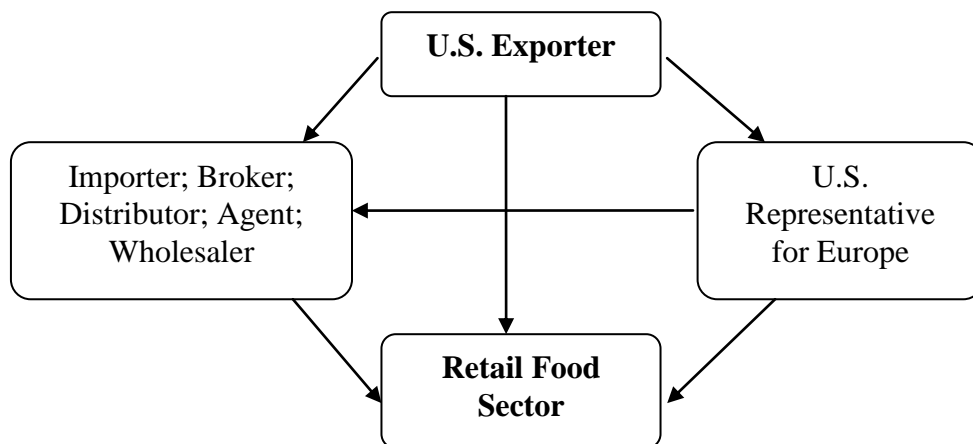 U.S. Exporter
Importer; Broker;
Distributor; Agent;
Wholesaler
U.S.
Representative
for Europe
Retail Food
Sector